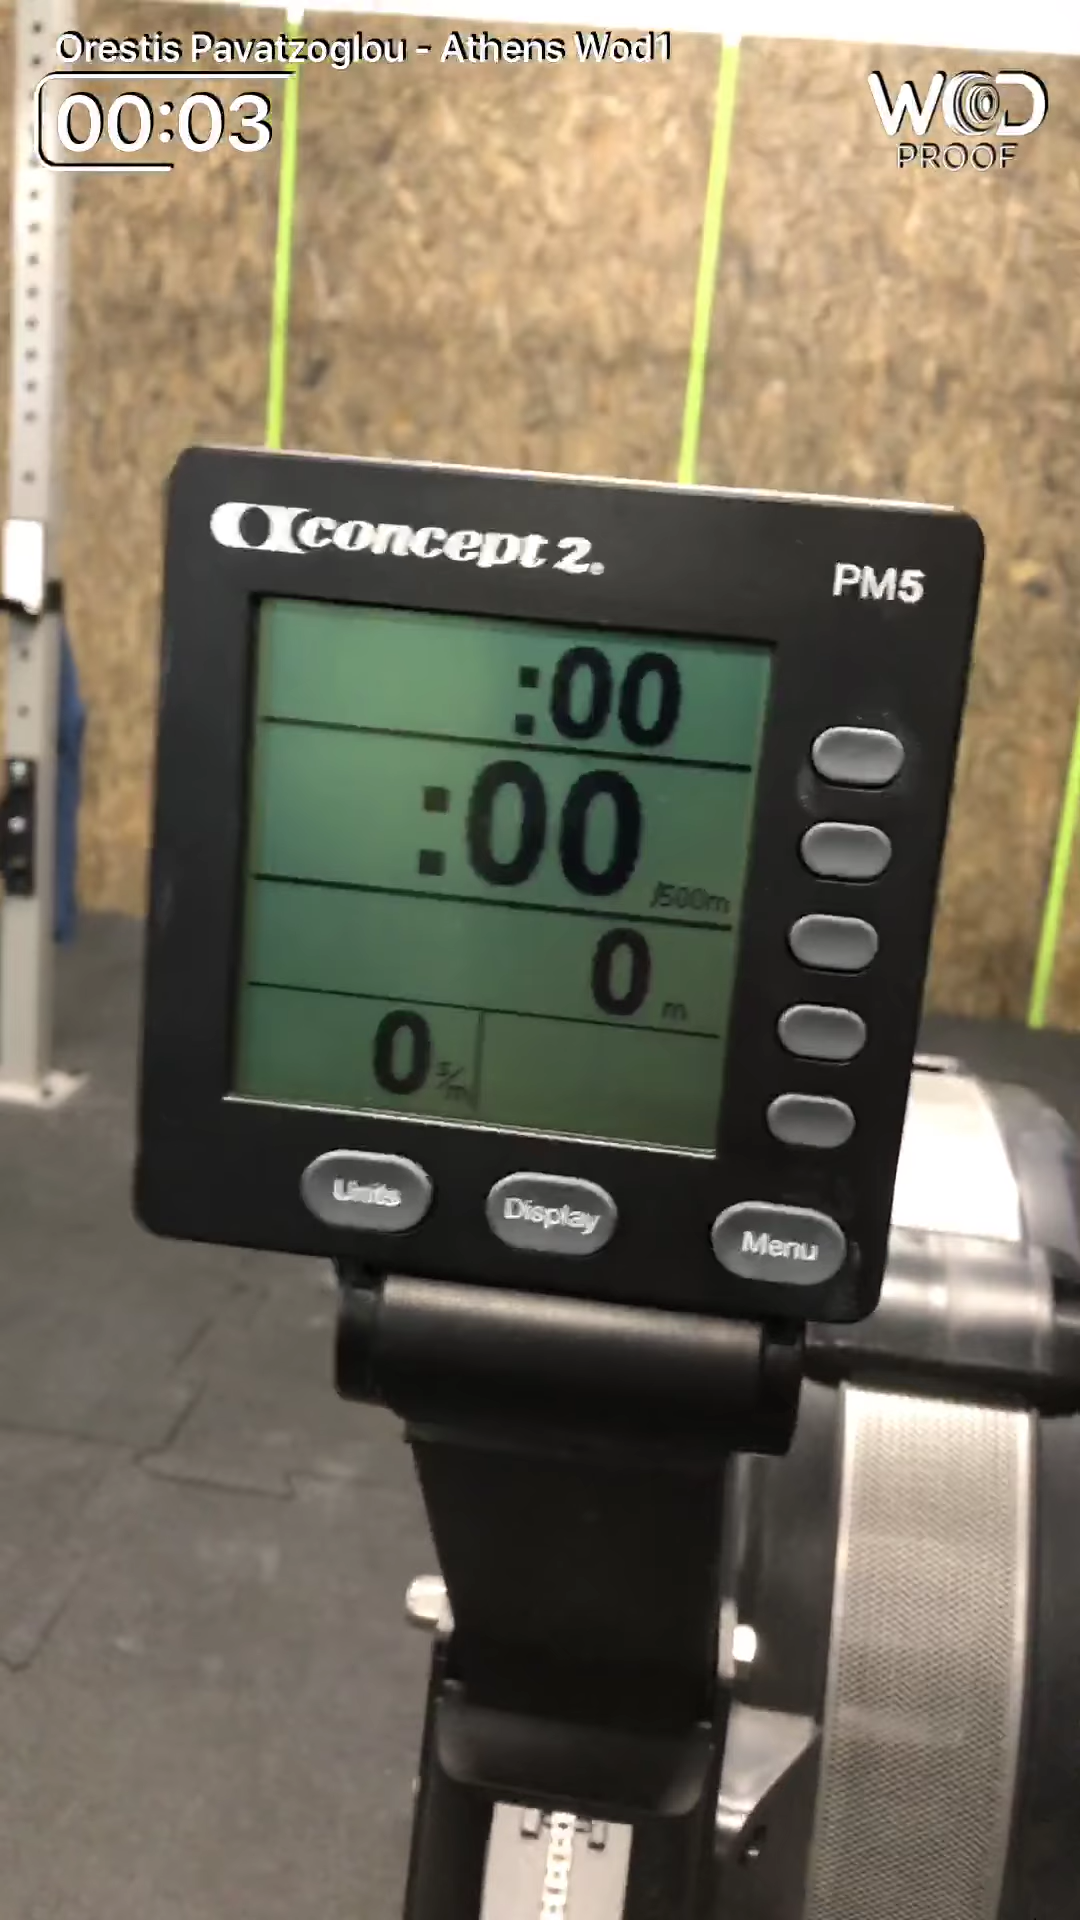 Orestis Pavatzoglou - Athens Wod1
00:03
WOD
PROOF
concept 2.
PM5
:00
:00 /500m
0 m
0 s/m
Units
Display
Menu